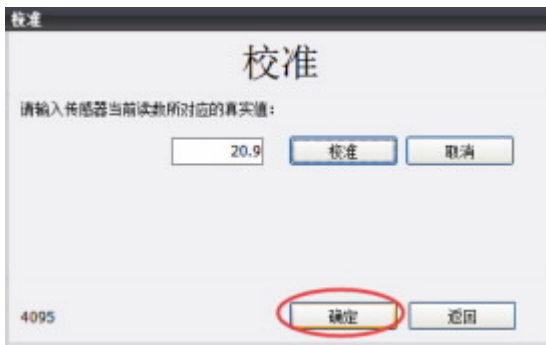 校准
校准
请输入传感器当前读数所对应的真实值：
20.9 校准 取消
4095 确定 返回